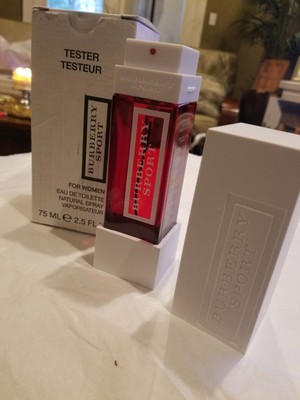 TESTER
TESTEUR
BURBERRY
SPORT
FOR WOMEN
EAU DE TOILETTE
NATURAL SPRAY
VAPORISATEUR
75 ML ℮ 2.5 FL
BURBERRY
SPORT
BURBERRY
SPORT